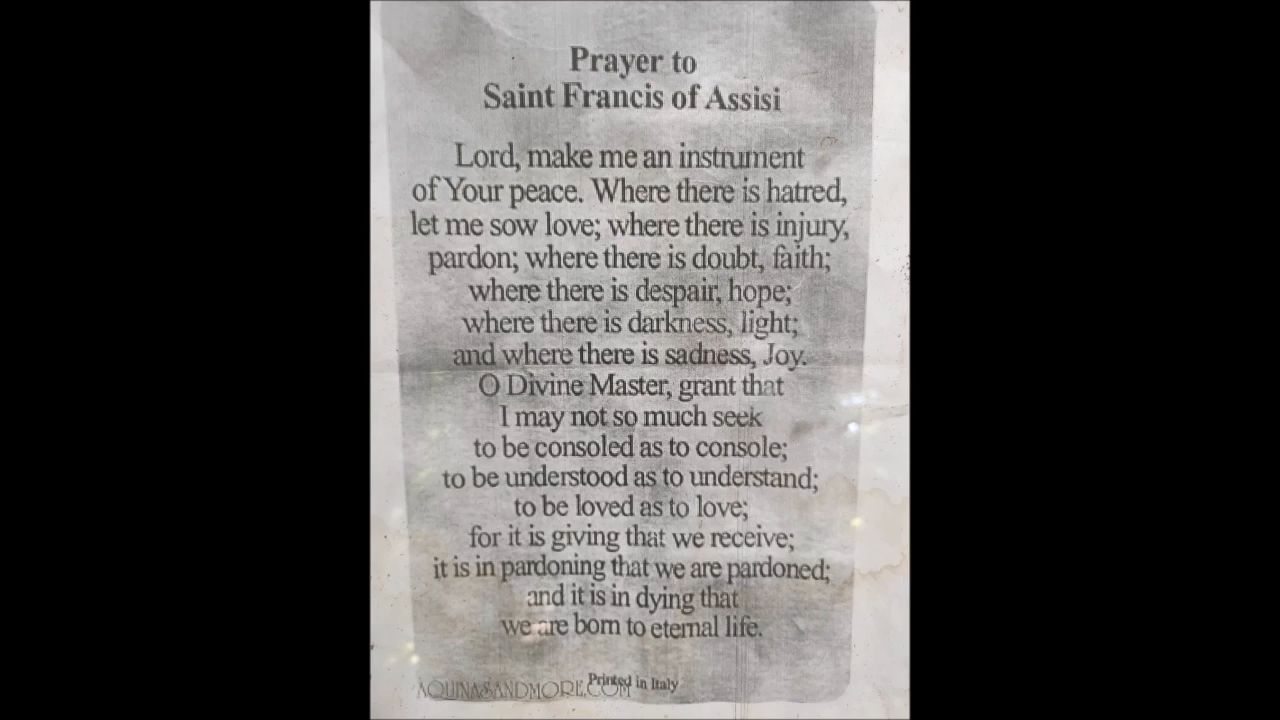 Prayer to
Saint Francis of Assisi
Lord, make me an instrument
of Your peace. Where there is hatred,
let me sow love; where there is injury,
pardon; where there is doubt, faith;
where there is despair, hope;
where there is darkness, light;
and where there is sadness, Joy.
O Divine Master, grant that
I may not so much seek
to be consoled as to console;
to be understood as to understand;
to be loved as to love;
for it is giving that we receive;
it is in pardoning that we are pardoned;
and it is in dying that
we are born to eternal life.
Printed in Italy
AQUINASANDMORE.COM